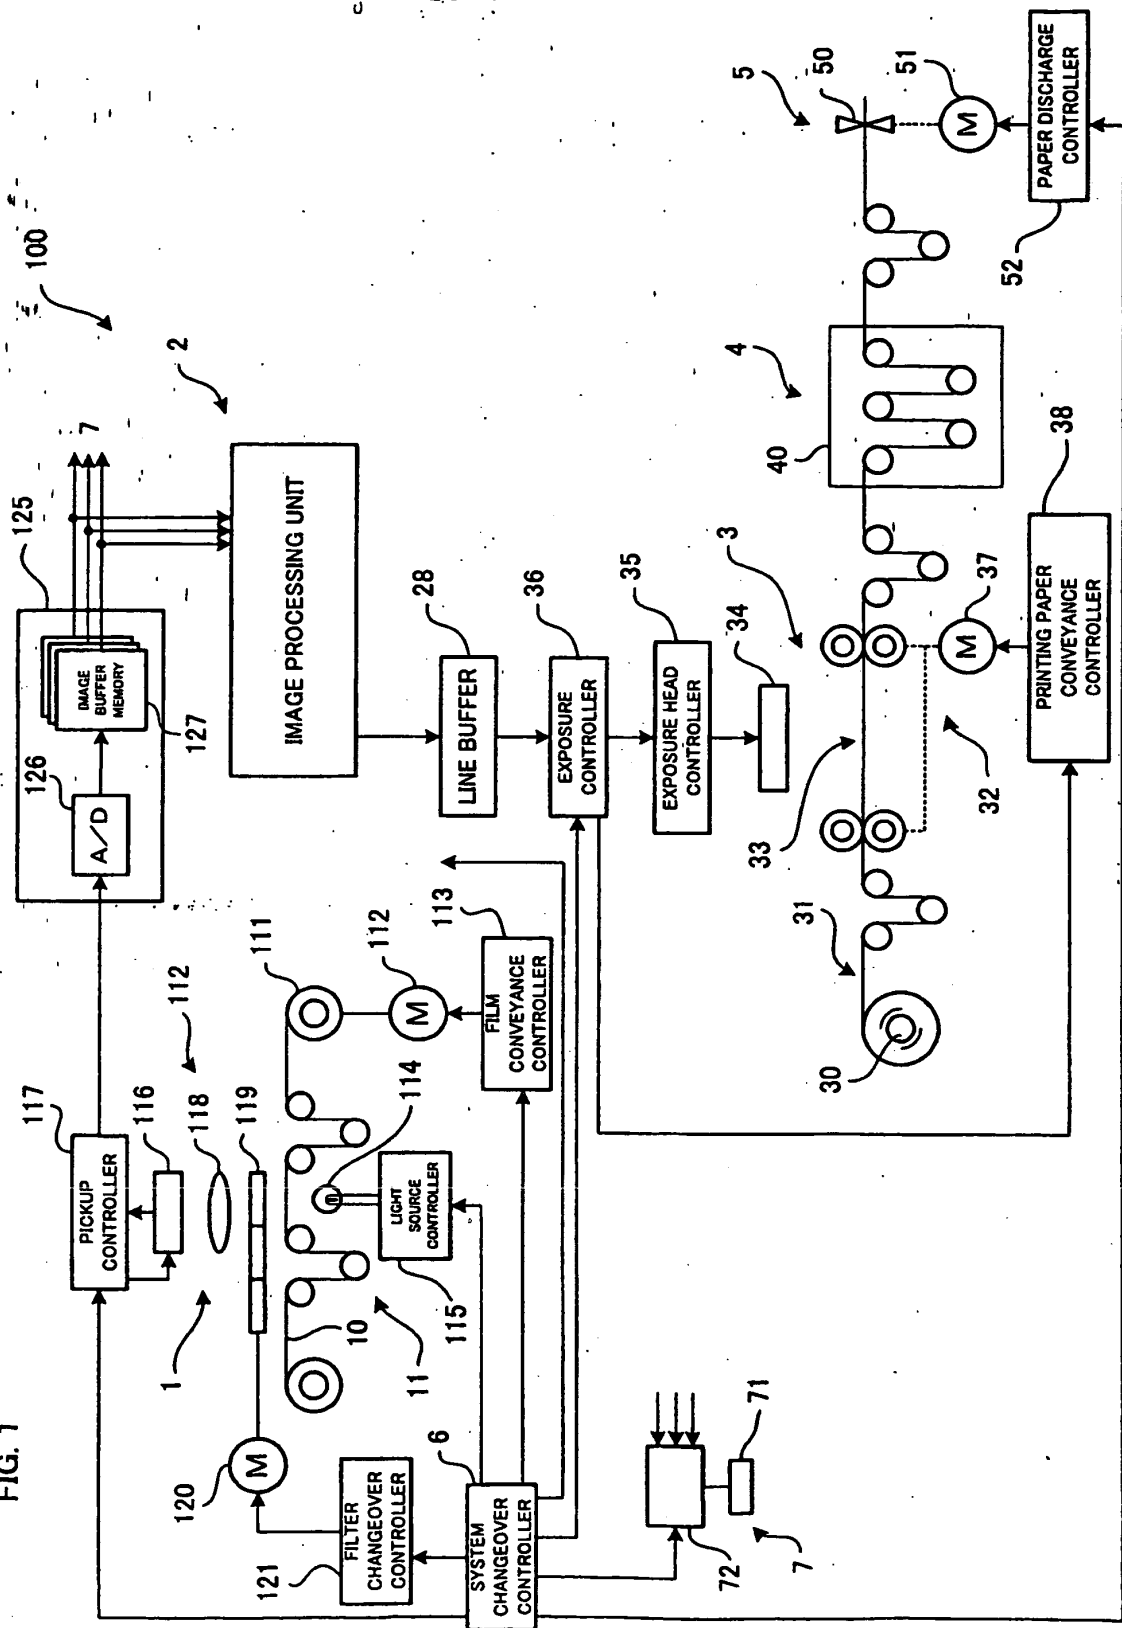 FIG. 1
100
125
126
A/D
127
IMAGE
BUFFER
MEMORY
7
2
IMAGE PROCESSING UNIT
117
PICKUP
CONTROLLER
116
112
118
119
1
111
112
M
113
FILM
CONVEYANCE
CONTROLLER
114
LIGHT
SOURCE
CONTROLLER
115
10
11
120
M
121
FILTER
CHANGEOVER
CONTROLLER
6
SYSTEM
CHANGEOVER
CONTROLLER
71
72
7
28
LINE BUFFER
36
EXPOSURE
CONTROLLER
35
EXPOSURE HEAD
CONTROLLER
34
3
33
32
31
30
37
M
38
PRINTING PAPER
CONVEYANCE
CONTROLLER
4
40
5
50
51
M
52
PAPER DISCHARGE
CONTROLLER